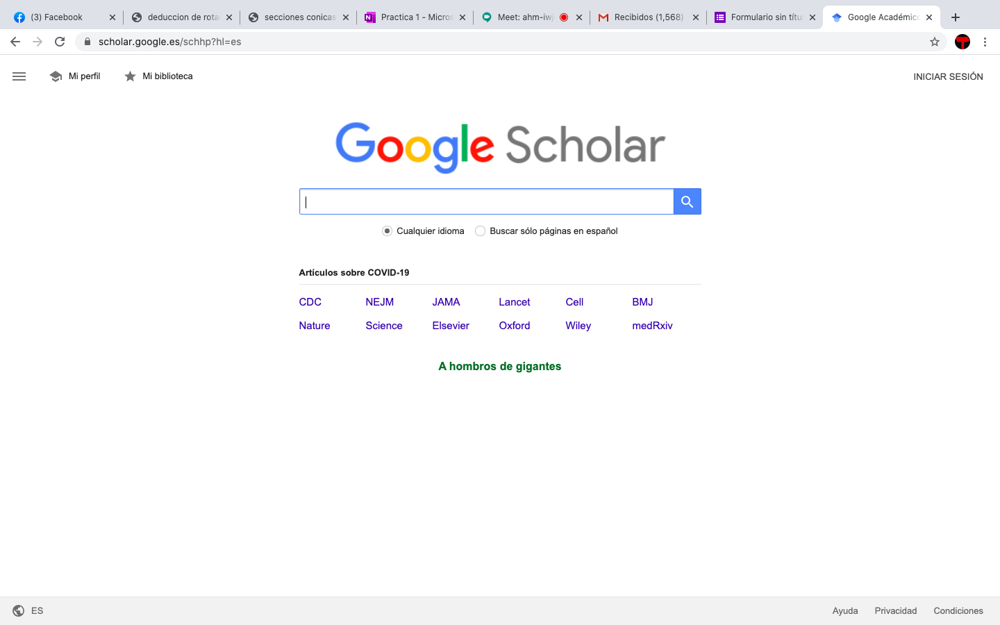 (3) Facebook
deduccion de rota
secciones conicas
Practica 1 - Micros
Meet: ahm-iwj
Recibidos (1,568)
Formulario sin títu
Google Académico
scholar.google.es/schhp?hl=es
Mi perfil
Mi biblioteca
INICIAR SESIÓN
Google Scholar
Cualquier idioma
Buscar sólo páginas en español
Artículos sobre COVID-19
CDC NEJM JAMA Lancet Cell BMJ
Nature Science Elsevier Oxford Wiley medRxiv
A hombros de gigantes
ES
Ayuda Privacidad Condiciones